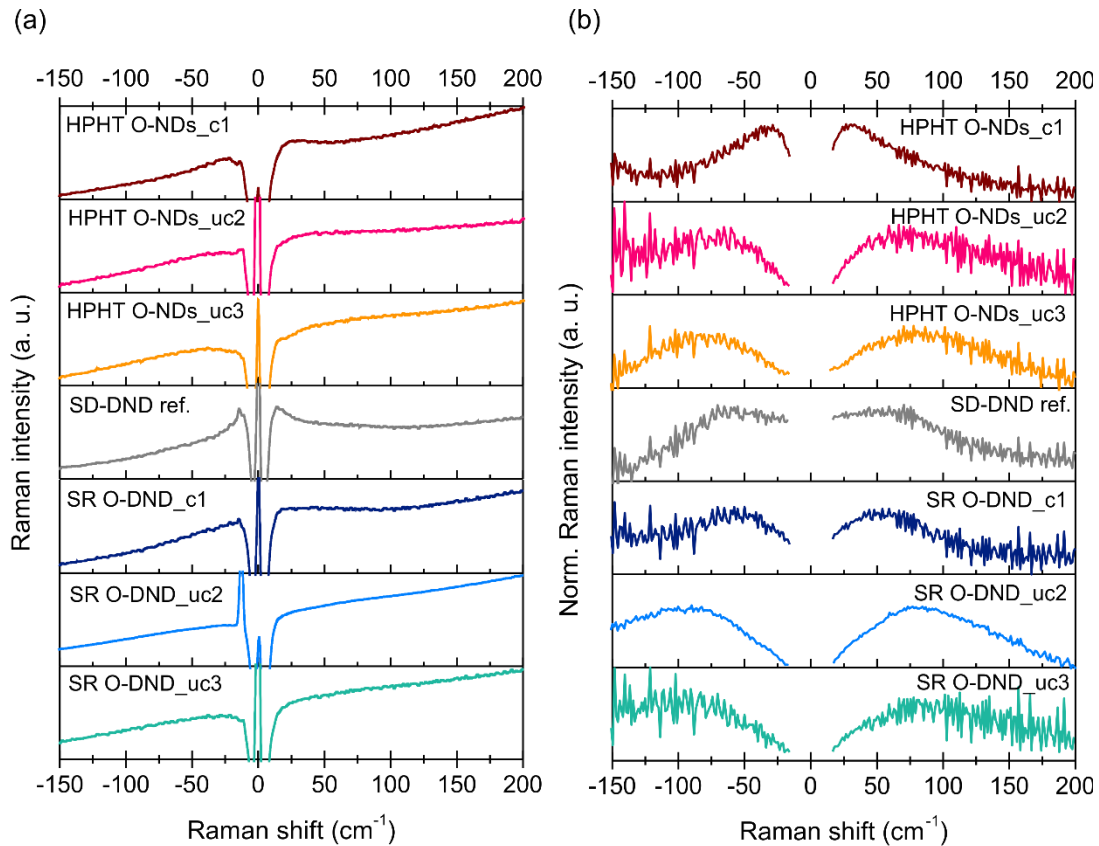 (a)
-150 -100 -50 0 50 100 150 200
HPHT O-NDs_c1
HPHT O-NDs_uc2
HPHT O-NDs_uc3
SD-DND ref.
SR O-DND_c1
SR O-DND_uc2
SR O-DND_uc3
-150 -100 -50 0 50 100 150 200
Raman shift (cm⁻¹)
Raman intensity (a. u.)
(b)
-150 -100 -50 0 50 100 150 200
HPHT O-NDs_c1
HPHT O-NDs_uc2
HPHT O-NDs_uc3
SD-DND ref.
SR O-DND_c1
SR O-DND_uc2
SR O-DND_uc3
-150 -100 -50 0 50 100 150 200
Raman shift (cm⁻¹)
Norm. Raman intensity (a. u.)